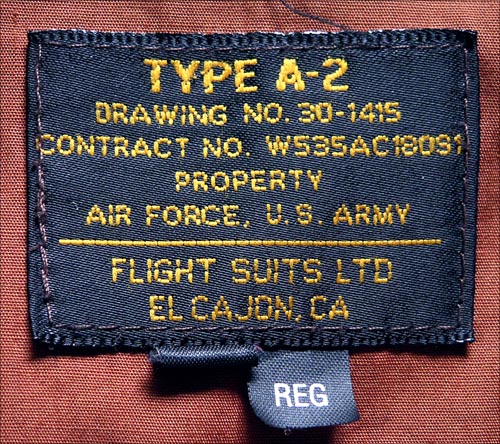 TYPE A-2
DRAWING NO. 30-1415
CONTRACT NO. W535AC18091
PROPERTY
AIR FORCE, U.S. ARMY
FLIGHT SUITS LTD
EL CAJON, CA
REG